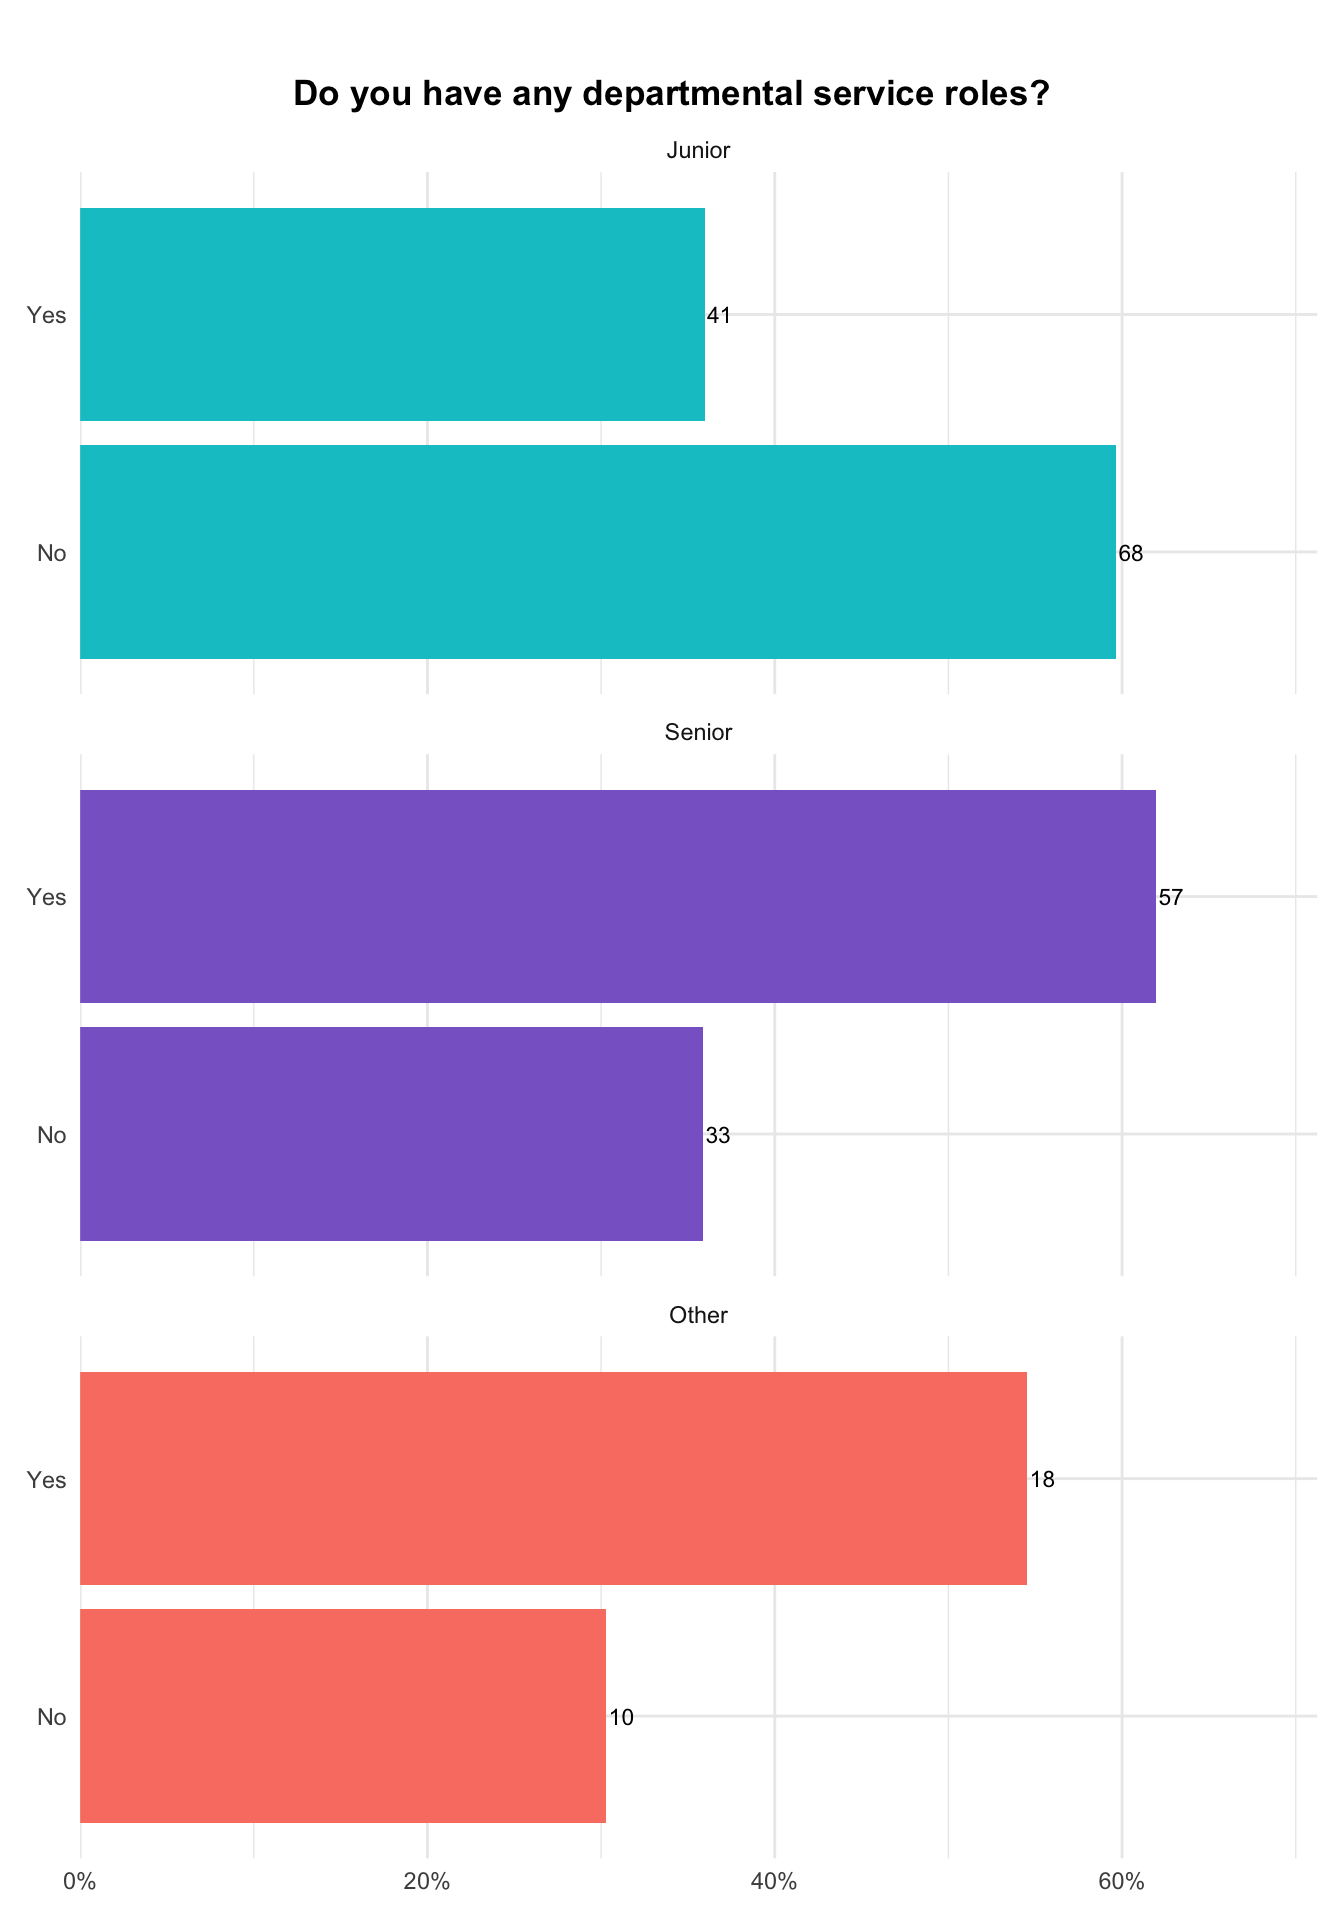 Do you have any departmental service roles?
Junior
Yes
41
No
68
Senior
Yes
57
No
33
Other
Yes
18
No
10
0%
20%
40%
60%